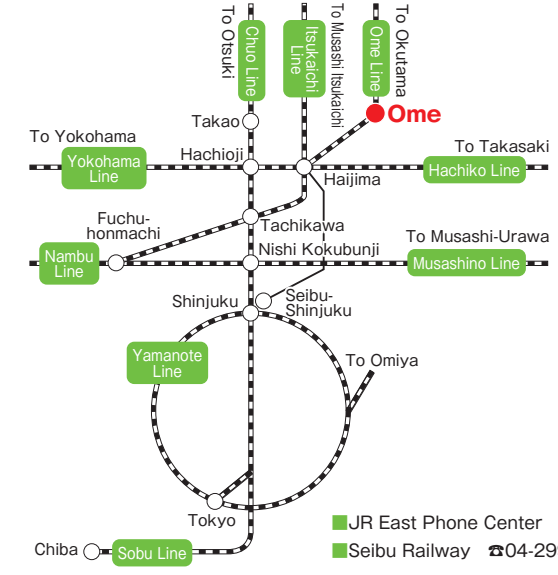 To Otsuki
Chuo Line
Itsukaichi
Line
To Musashi Itsukaichi
Ome Line
To Okutama
Takao
Ome
To Yokohama
Yokohama
Line
Hachioji
Haijima
To Takasaki
Hachiko Line
Fuchu-
honmachi
Tachikawa
Nambu
Line
Nishi Kokubunji
To Musashi-Urawa
Musashino Line
Shinjuku
Seibu-
Shinjuku
Yamanote
Line
To Omiya
Tokyo
Chiba
Sobu Line
■JR East Phone Center
■Seibu Railway ☎04-29